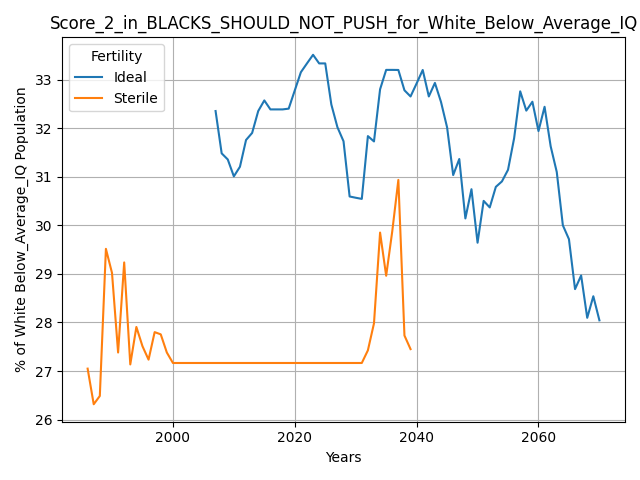 Score_2_in_BLACKS_SHOULD_NOT_PUSH_for_White_Below_Average_IQ
Fertility
Ideal
Sterile
% of White Below_Average_IQ Population
33
32
31
30
29
28
27
26
2000 2020 2040 2060
Years